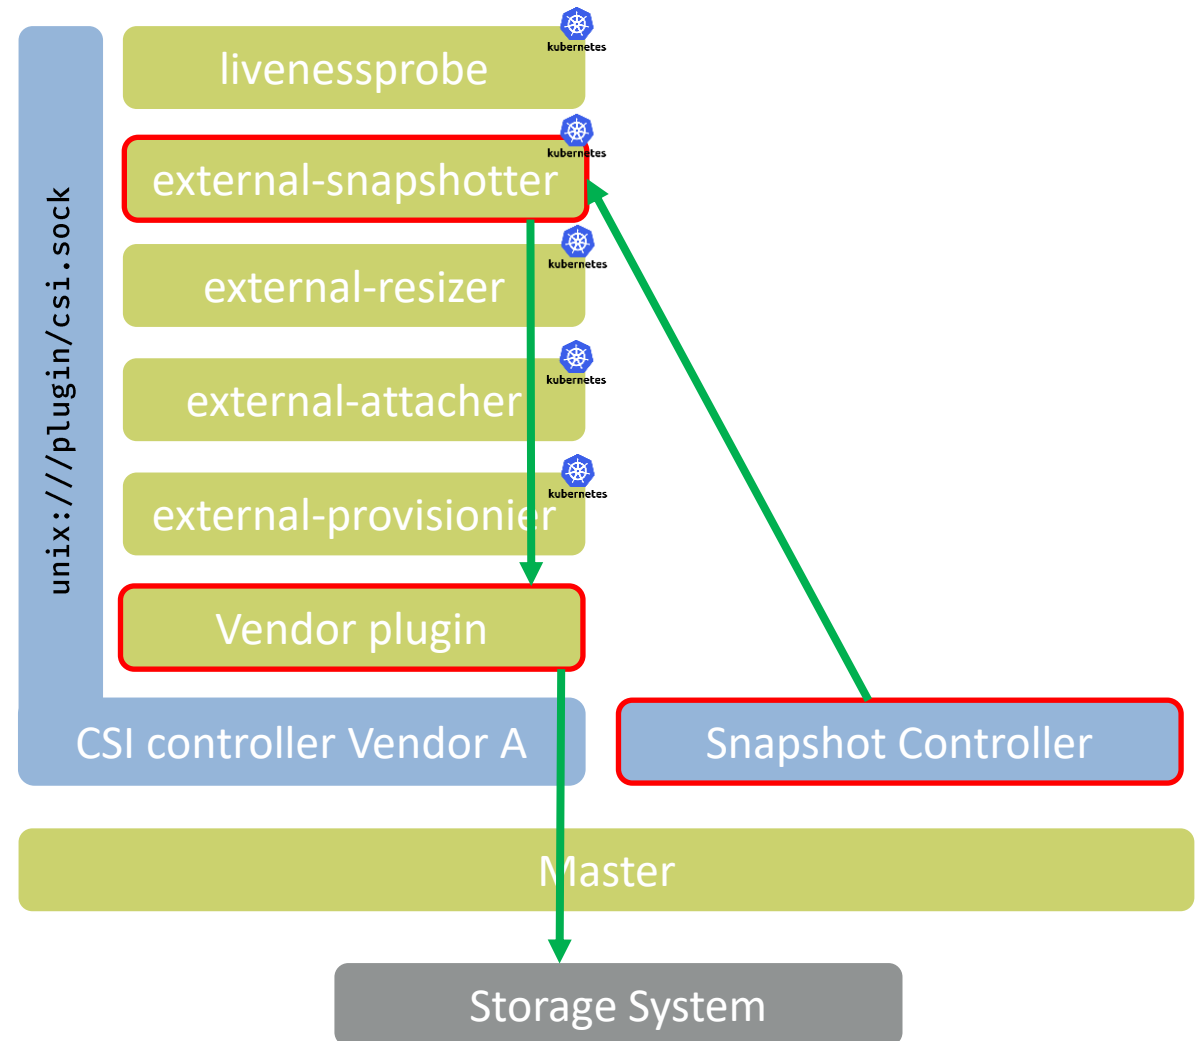 livenessprobe
kubernetes
external-snapshotter
kubernetes
external-resizer
kubernetes
external-attacher
kubernetes
external-provisionier
kubernetes
Vendor plugin
unix:///plugin/csi.sock
CSI controller Vendor A
Snapshot Controller
Master
Storage System